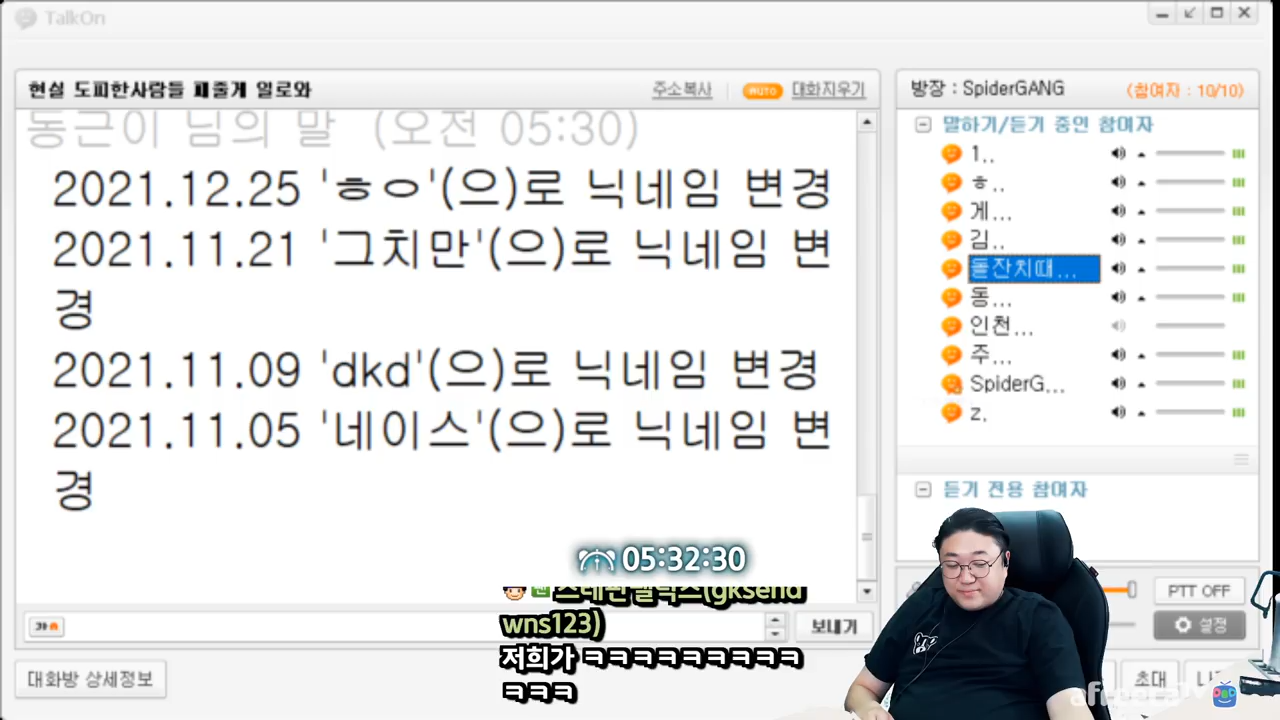 TalkOn
현실 도피한사람들 패줄게 일로와
주소복사
AUTO
대화지우기
동근이 님의 말 (오전 05:30)
2021.12.25 'ㅎㅇ'(으)로 닉네임 변경
2021.11.21 '그치만'(으)로 닉네임 변
경
2021.11.09 'dkd'(으)로 닉네임 변경
2021.11.05 '네이스'(으)로 닉네임 변
경
보내기
대화방 상세정보
방장 : SpiderGANG
(참여자 : 10/10)
말하기/듣기 중인 참여자
1..
ㅎ..
게...
김..
돌잔치때...
동...
인천...
주...
SpiderG...
z.
듣기 전용 참여자
PTT OFF
설정
초대
05:32:30
(gksend
wns123)
저희가 ㅋㅋㅋㅋㅋㅋㅋㅋㅋ
ㅋㅋㅋ
afreecaTV